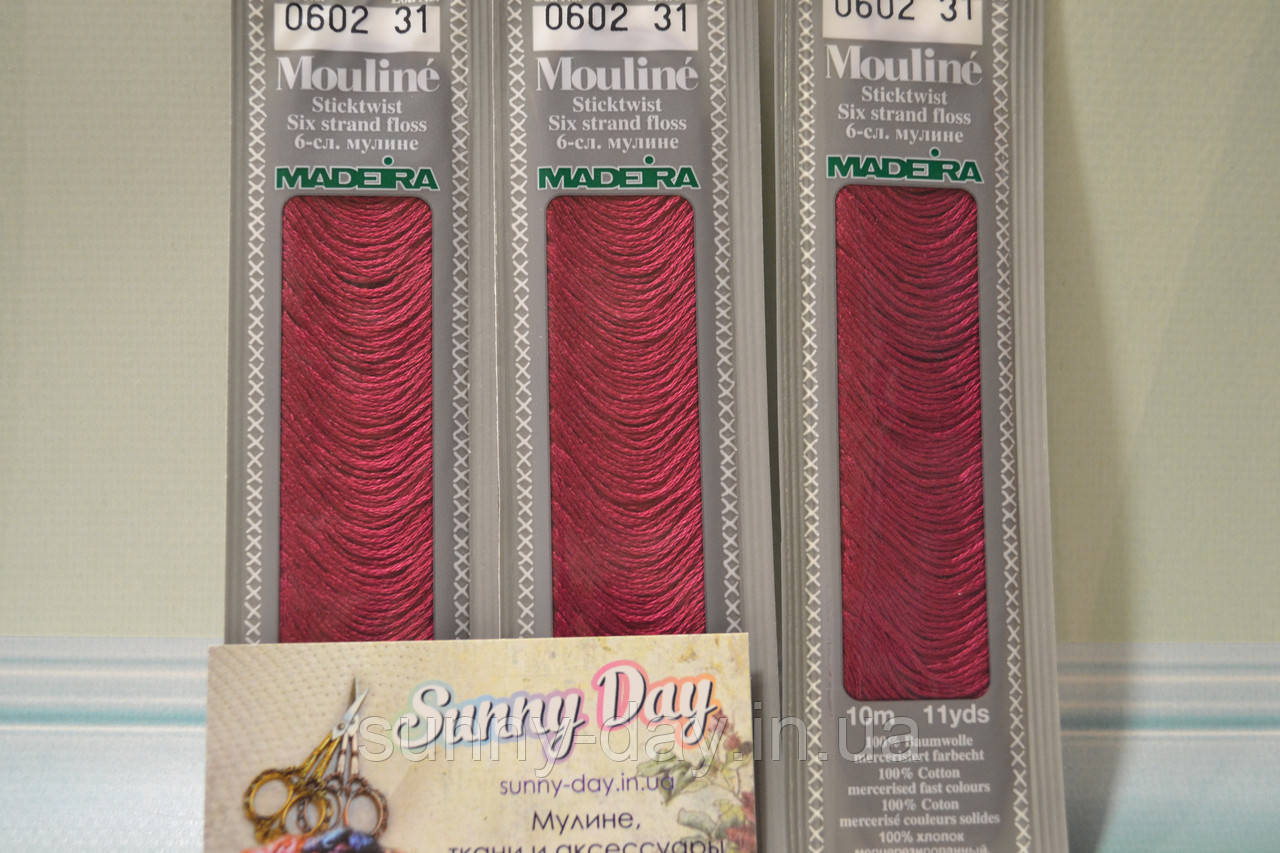 0602 31
Mouliné
Sticktwist
Six strand floss
6-сл. мулине
MADEIRA
0602 31
Mouliné
Sticktwist
Six strand floss
6-сл. мулине
MADEIRA
0602 31
Mouliné
Sticktwist
Six strand floss
6-сл. мулине
MADEIRA
10m 11yds
100% Baumwolle
mercerisiert farbecht
100% Cotton
mercerised fast colours
100% Coton
mercerisé couleurs solides
100% хлопок
Sunny Day
sunny-day.in.ua
Мулине,
ткани и аксессуары
sunny-day.in.ua